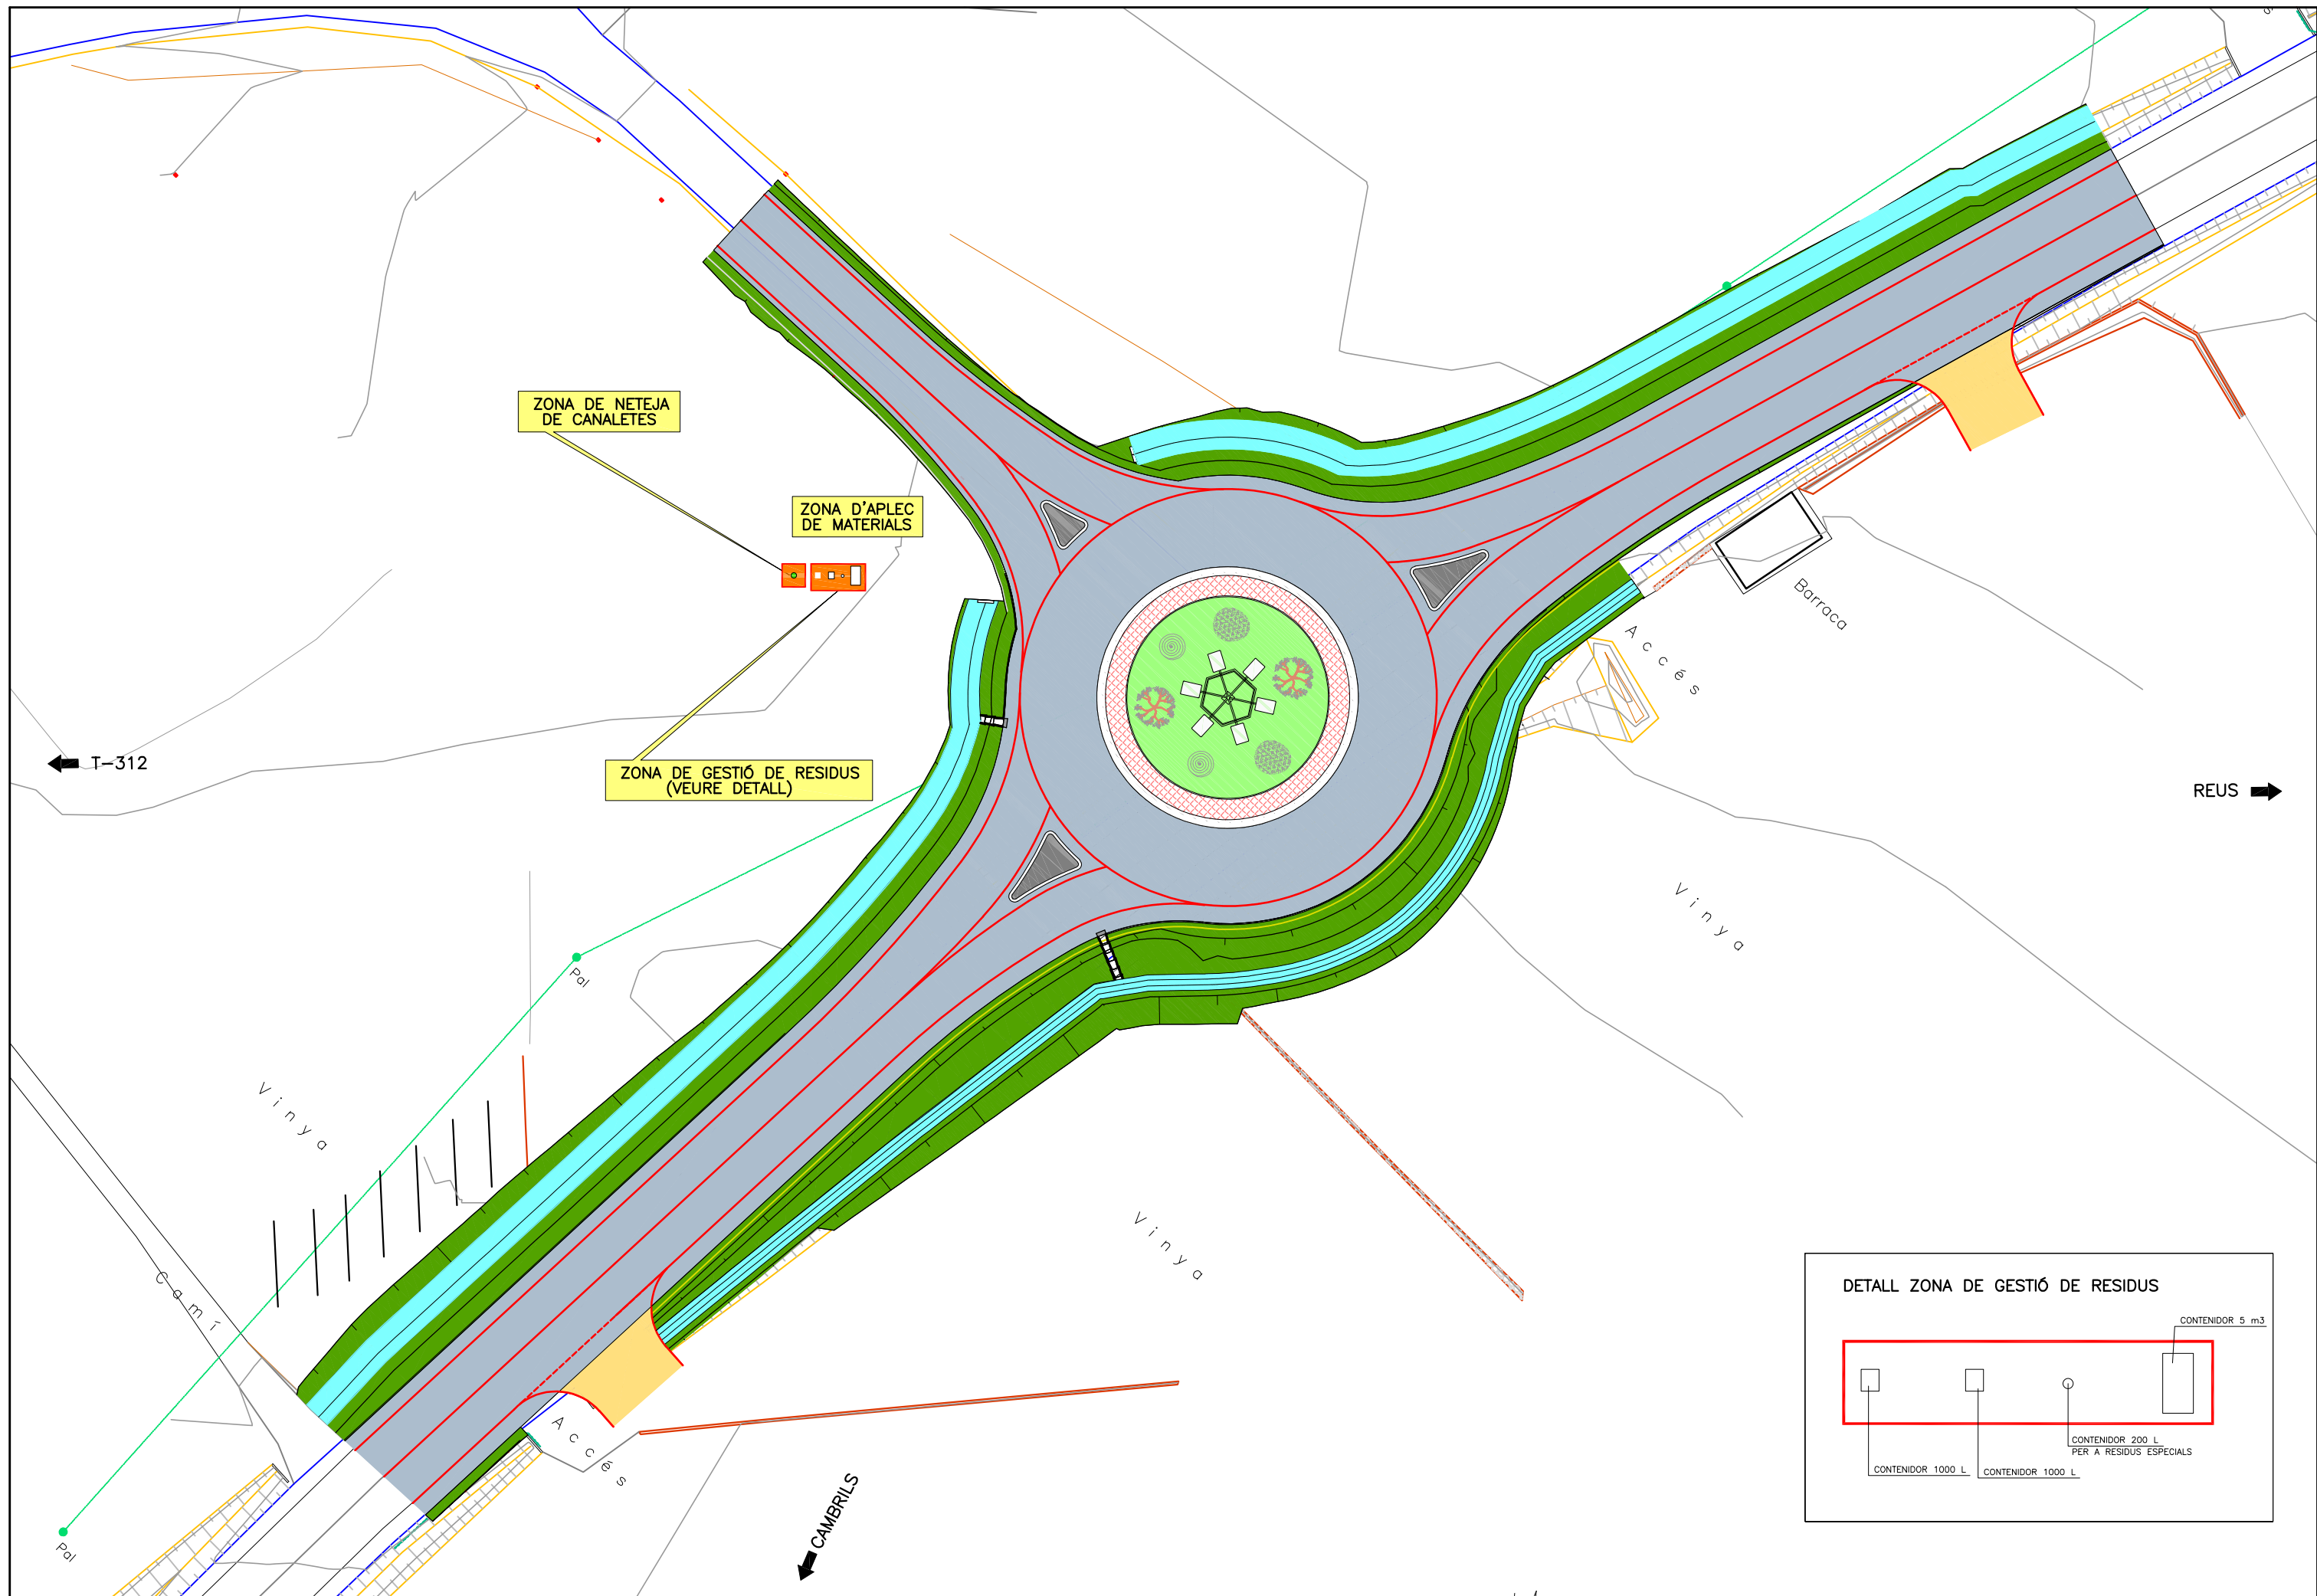 ZONA DE NETEJA
DE CANALETES
ZONA D'APLEC
DE MATERIALS
Barraca
Accés
T-312
ZONA DE GESTIÓ DE RESIDUS
(VEURE DETALL)
REUS
Vinya
Pal
Vinya
Vinya
Camí
DETALL ZONA DE GESTIÓ DE RESIDUS
CONTENIDOR 5 m3
CONTENIDOR 200 L
PER A RESIDUS ESPECIALS
CONTENIDOR 1000 L
CONTENIDOR 1000 L
Accés
CAMBRILS
Pal